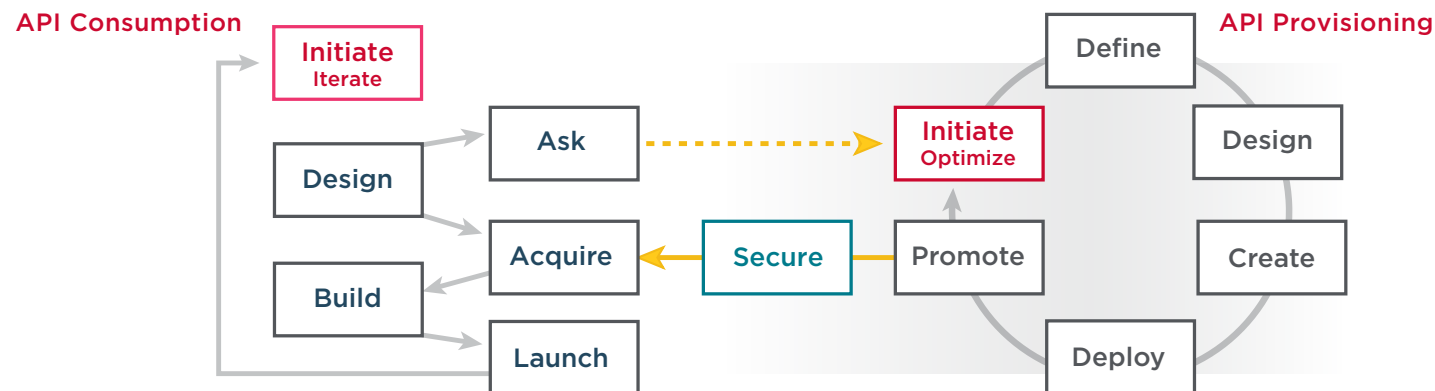 API Consumption
Initiate
Iterate
Design
Ask
Acquire
Build
Launch
Secure
API Provisioning
Initiate
Optimize
Define
Design
Create
Deploy
Promote